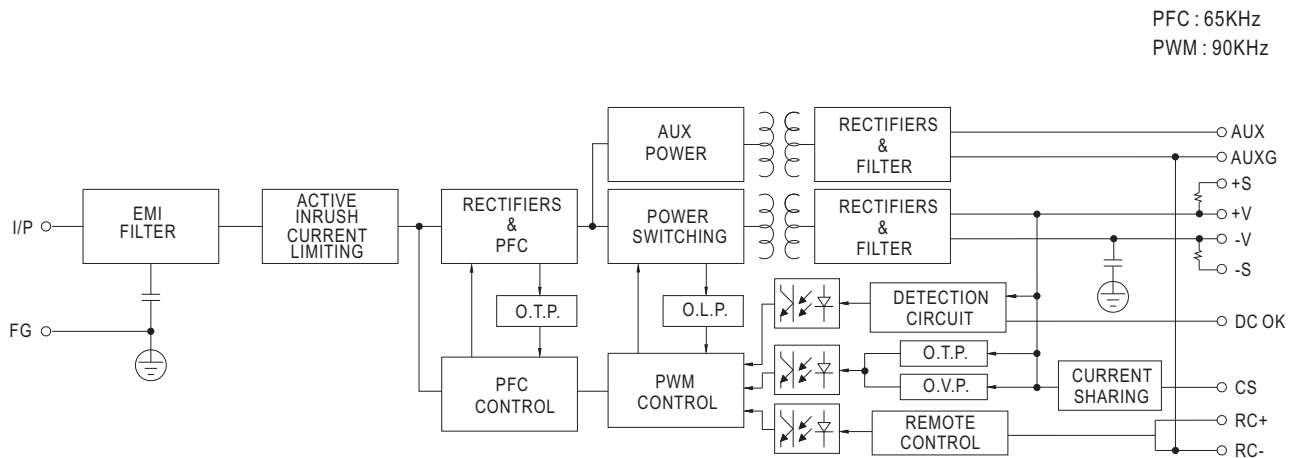 PFC : 65KHz
PWM : 90KHz
AUX
POWER
RECTIFIERS
&
FILTER
AUX
AUXG
I/P
EMI
FILTER
ACTIVE
INRUSH
CURRENT
LIMITING
RECTIFIERS
&
PFC
POWER
SWITCHING
RECTIFIERS
&
FILTER
+S
+V
-V
-S
FG
O.T.P.
O.L.P.
DETECTION
CIRCUIT
DC OK
PFC
CONTROL
PWM
CONTROL
O.T.P.
O.V.P.
CURRENT
SHARING
CS
REMOTE
CONTROL
RC+
RC-